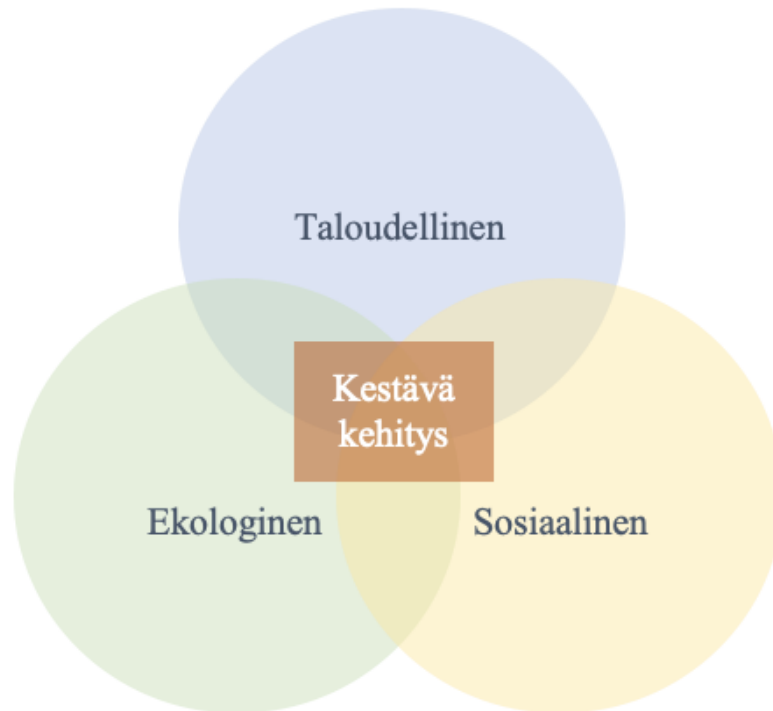 Taloudellinen
Kestävä
kehitys
Ekologinen
Sosiaalinen